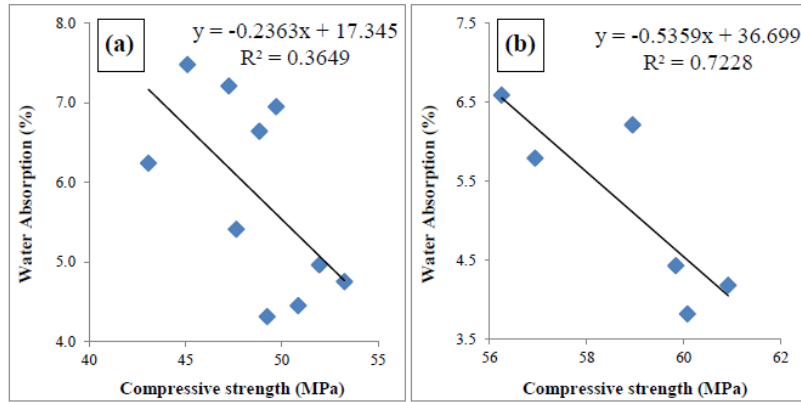 (a)
y = -0.2363x + 17.345
R² = 0.3649
8.0
7.0
6.0
5.0
4.0
40 45 50 55
Water Absorption (%)
Compressive strength (MPa)
(b)
y = -0.5359x + 36.699
R² = 0.7228
7.5
6.5
5.5
4.5
3.5
56 58 60 62
Water Absorption (%)
Compressive strength (MPa)